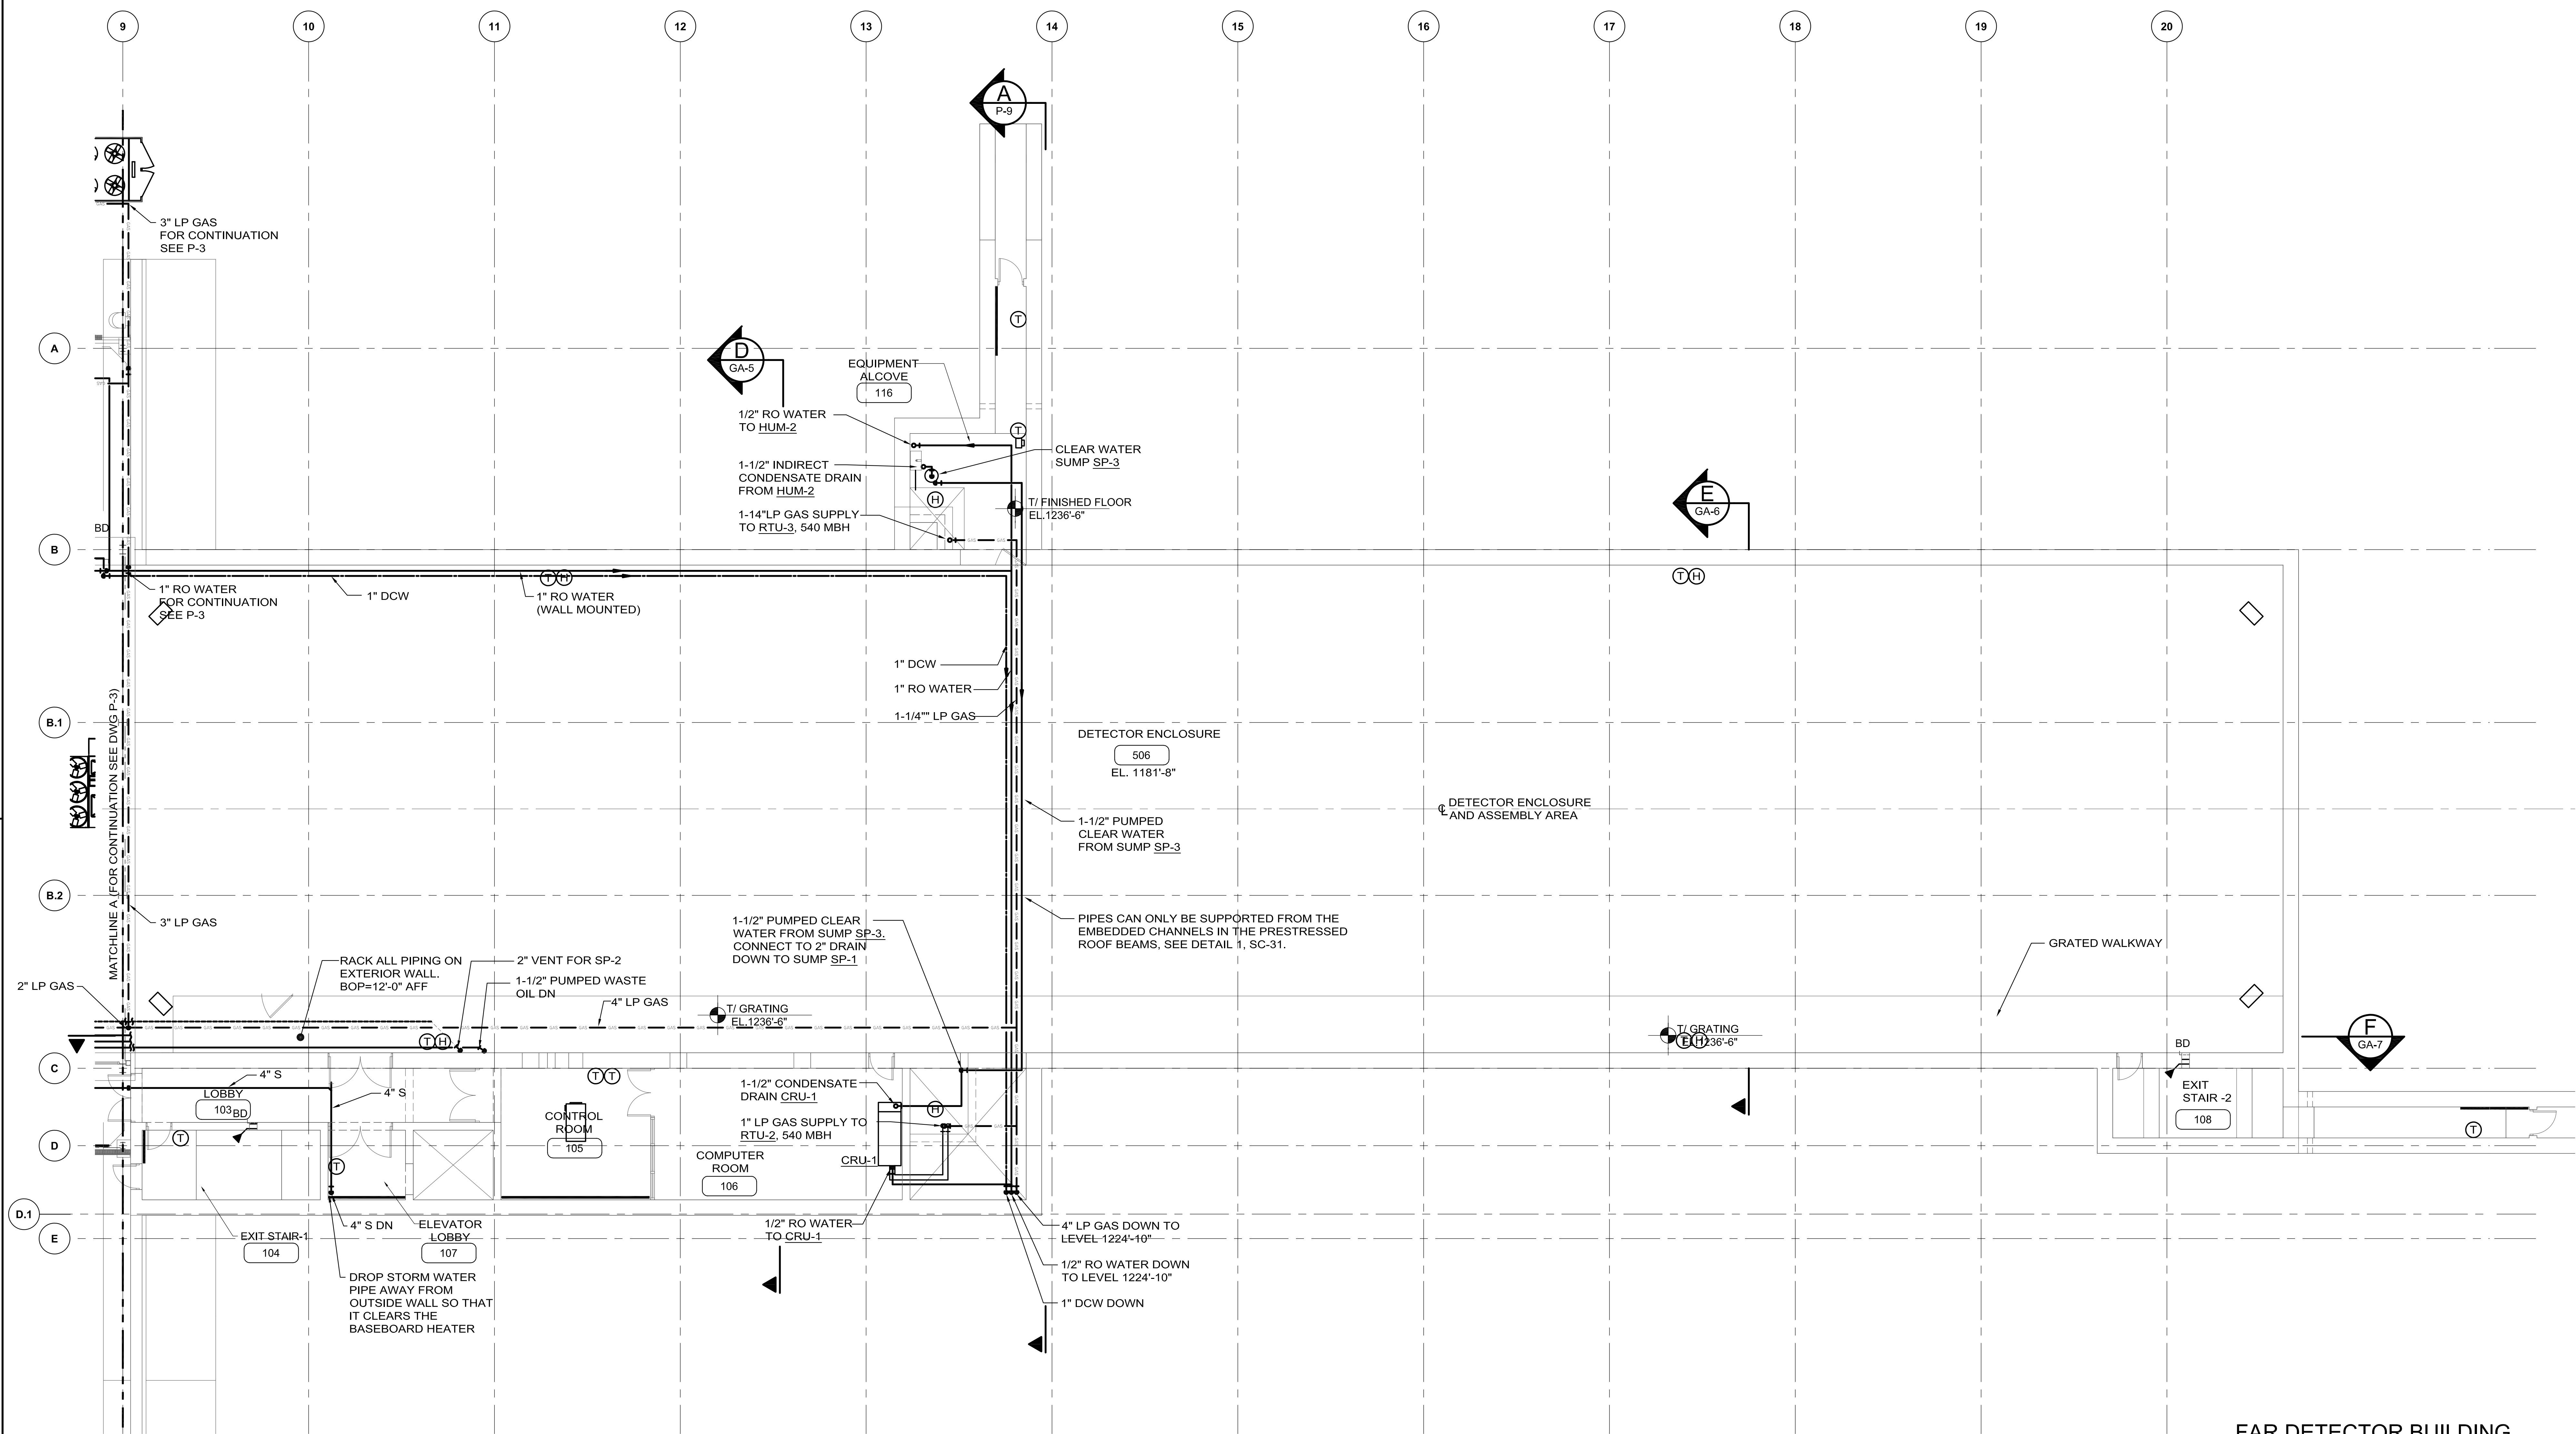 9
10
11
12
13
14
15
16
17
18
19
20
A
P-9
3" LP GAS
FOR CONTINUATION
SEE P-3
T
A
D
GA-5
EQUIPMENT
ALCOVE
116
1/2" RO WATER
TO HUM-2
T
CLEAR WATER
SUMP SP-3
1-1/2" INDIRECT
CONDENSATE DRAIN
FROM HUM-2
H
T/ FINISHED FLOOR
EL.1236'-6"
1-14"LP GAS SUPPLY
TO RTU-3, 540 MBH
E
GA-6
BD
B
T H
T H
1" RO WATER
FOR CONTINUATION
SEE P-3
1" DCW
1" RO WATER
(WALL MOUNTED)
1" DCW
1" RO WATER
1-1/4"" LP GAS
B.1
MATCHLINE A (FOR CONTINUATION SEE DWG P-3)
DETECTOR ENCLOSURE
506
EL. 1181'-8"
DETECTOR ENCLOSURE
AND ASSEMBLY AREA
1-1/2" PUMPED
CLEAR WATER
FROM SUMP SP-3
B.2
3" LP GAS
1-1/2" PUMPED CLEAR
WATER FROM SUMP SP-3.
CONNECT TO 2" DRAIN
DOWN TO SUMP SP-1
PIPES CAN ONLY BE SUPPORTED FROM THE
EMBEDDED CHANNELS IN THE PRESTRESSED
ROOF BEAMS, SEE DETAIL 1, SC-31.
GRATED WALKWAY
RACK ALL PIPING ON
EXTERIOR WALL.
BOP=12'-0" AFF
2" VENT FOR SP-2
1-1/2" PUMPED WASTE
OIL DN
2" LP GAS
4" LP GAS
T/ GRATING
EL.1236'-6"
T/ GRATING
EL.1236'-6"
T H
T H
F
GA-7
BD
C
4" S
4" S
T T
LOBBY
103
BD
1-1/2" CONDENSATE
DRAIN CRU-1
H
EXIT
STAIR -2
108
CONTROL
ROOM
105
1" LP GAS SUPPLY TO
RTU-2, 540 MBH
T
T
D
COMPUTER
ROOM
106
CRU-1
T
D.1
4" S DN
ELEVATOR
LOBBY
107
1/2" RO WATER
TO CRU-1
4" LP GAS DOWN TO
LEVEL 1224'-10"
E
EXIT STAIR-1
104
1/2" RO WATER DOWN
TO LEVEL 1224'-10"
DROP STORM WATER
PIPE AWAY FROM
OUTSIDE WALL SO THAT
IT CLEARS THE
BASEBOARD HEATER
1" DCW DOWN
FAR DETECTOR BUILDING